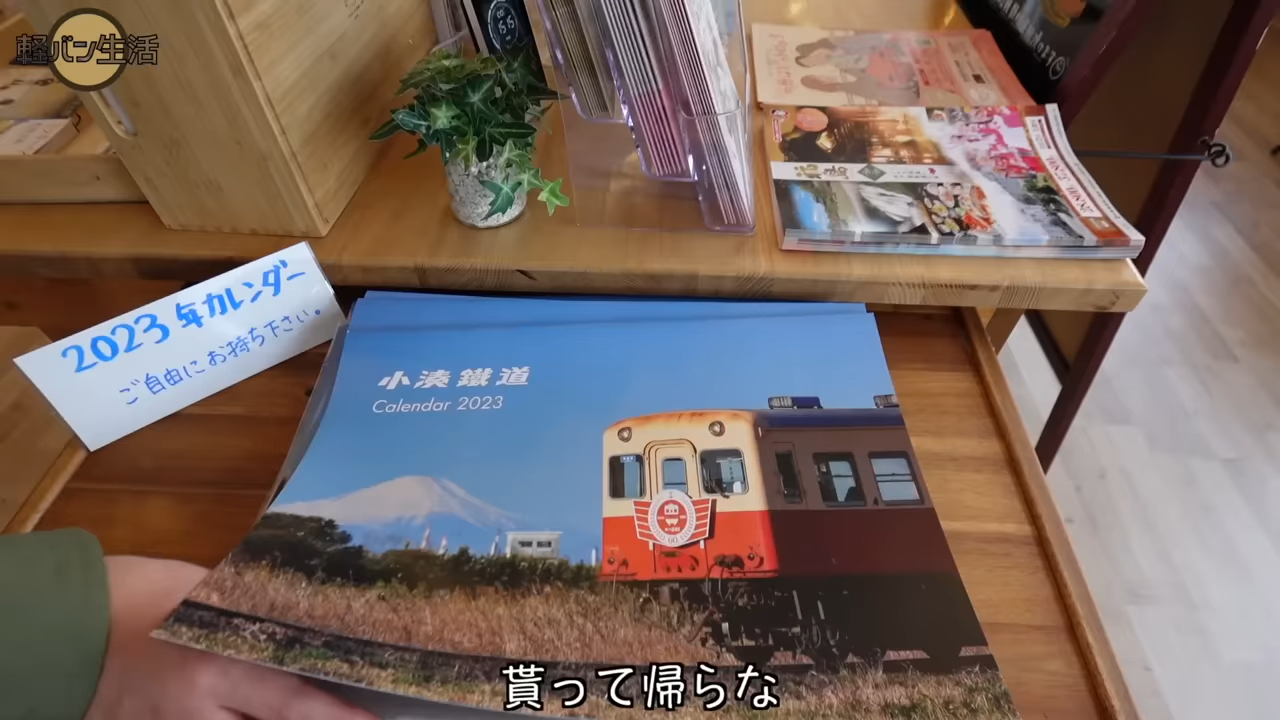 軽バン生活
2023年カレンダー
ご自由にお持ち下さい。
小湊鐵道
Calendar 2023
貰って帰らな